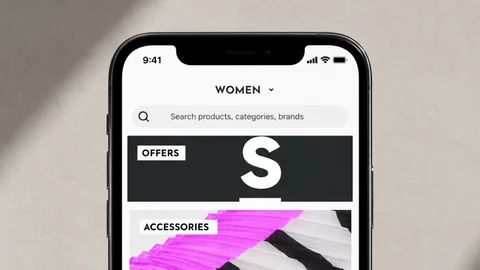 9:41
WOMEN
Search products, categories, brands
OFFERS
S
ACCESSORIES